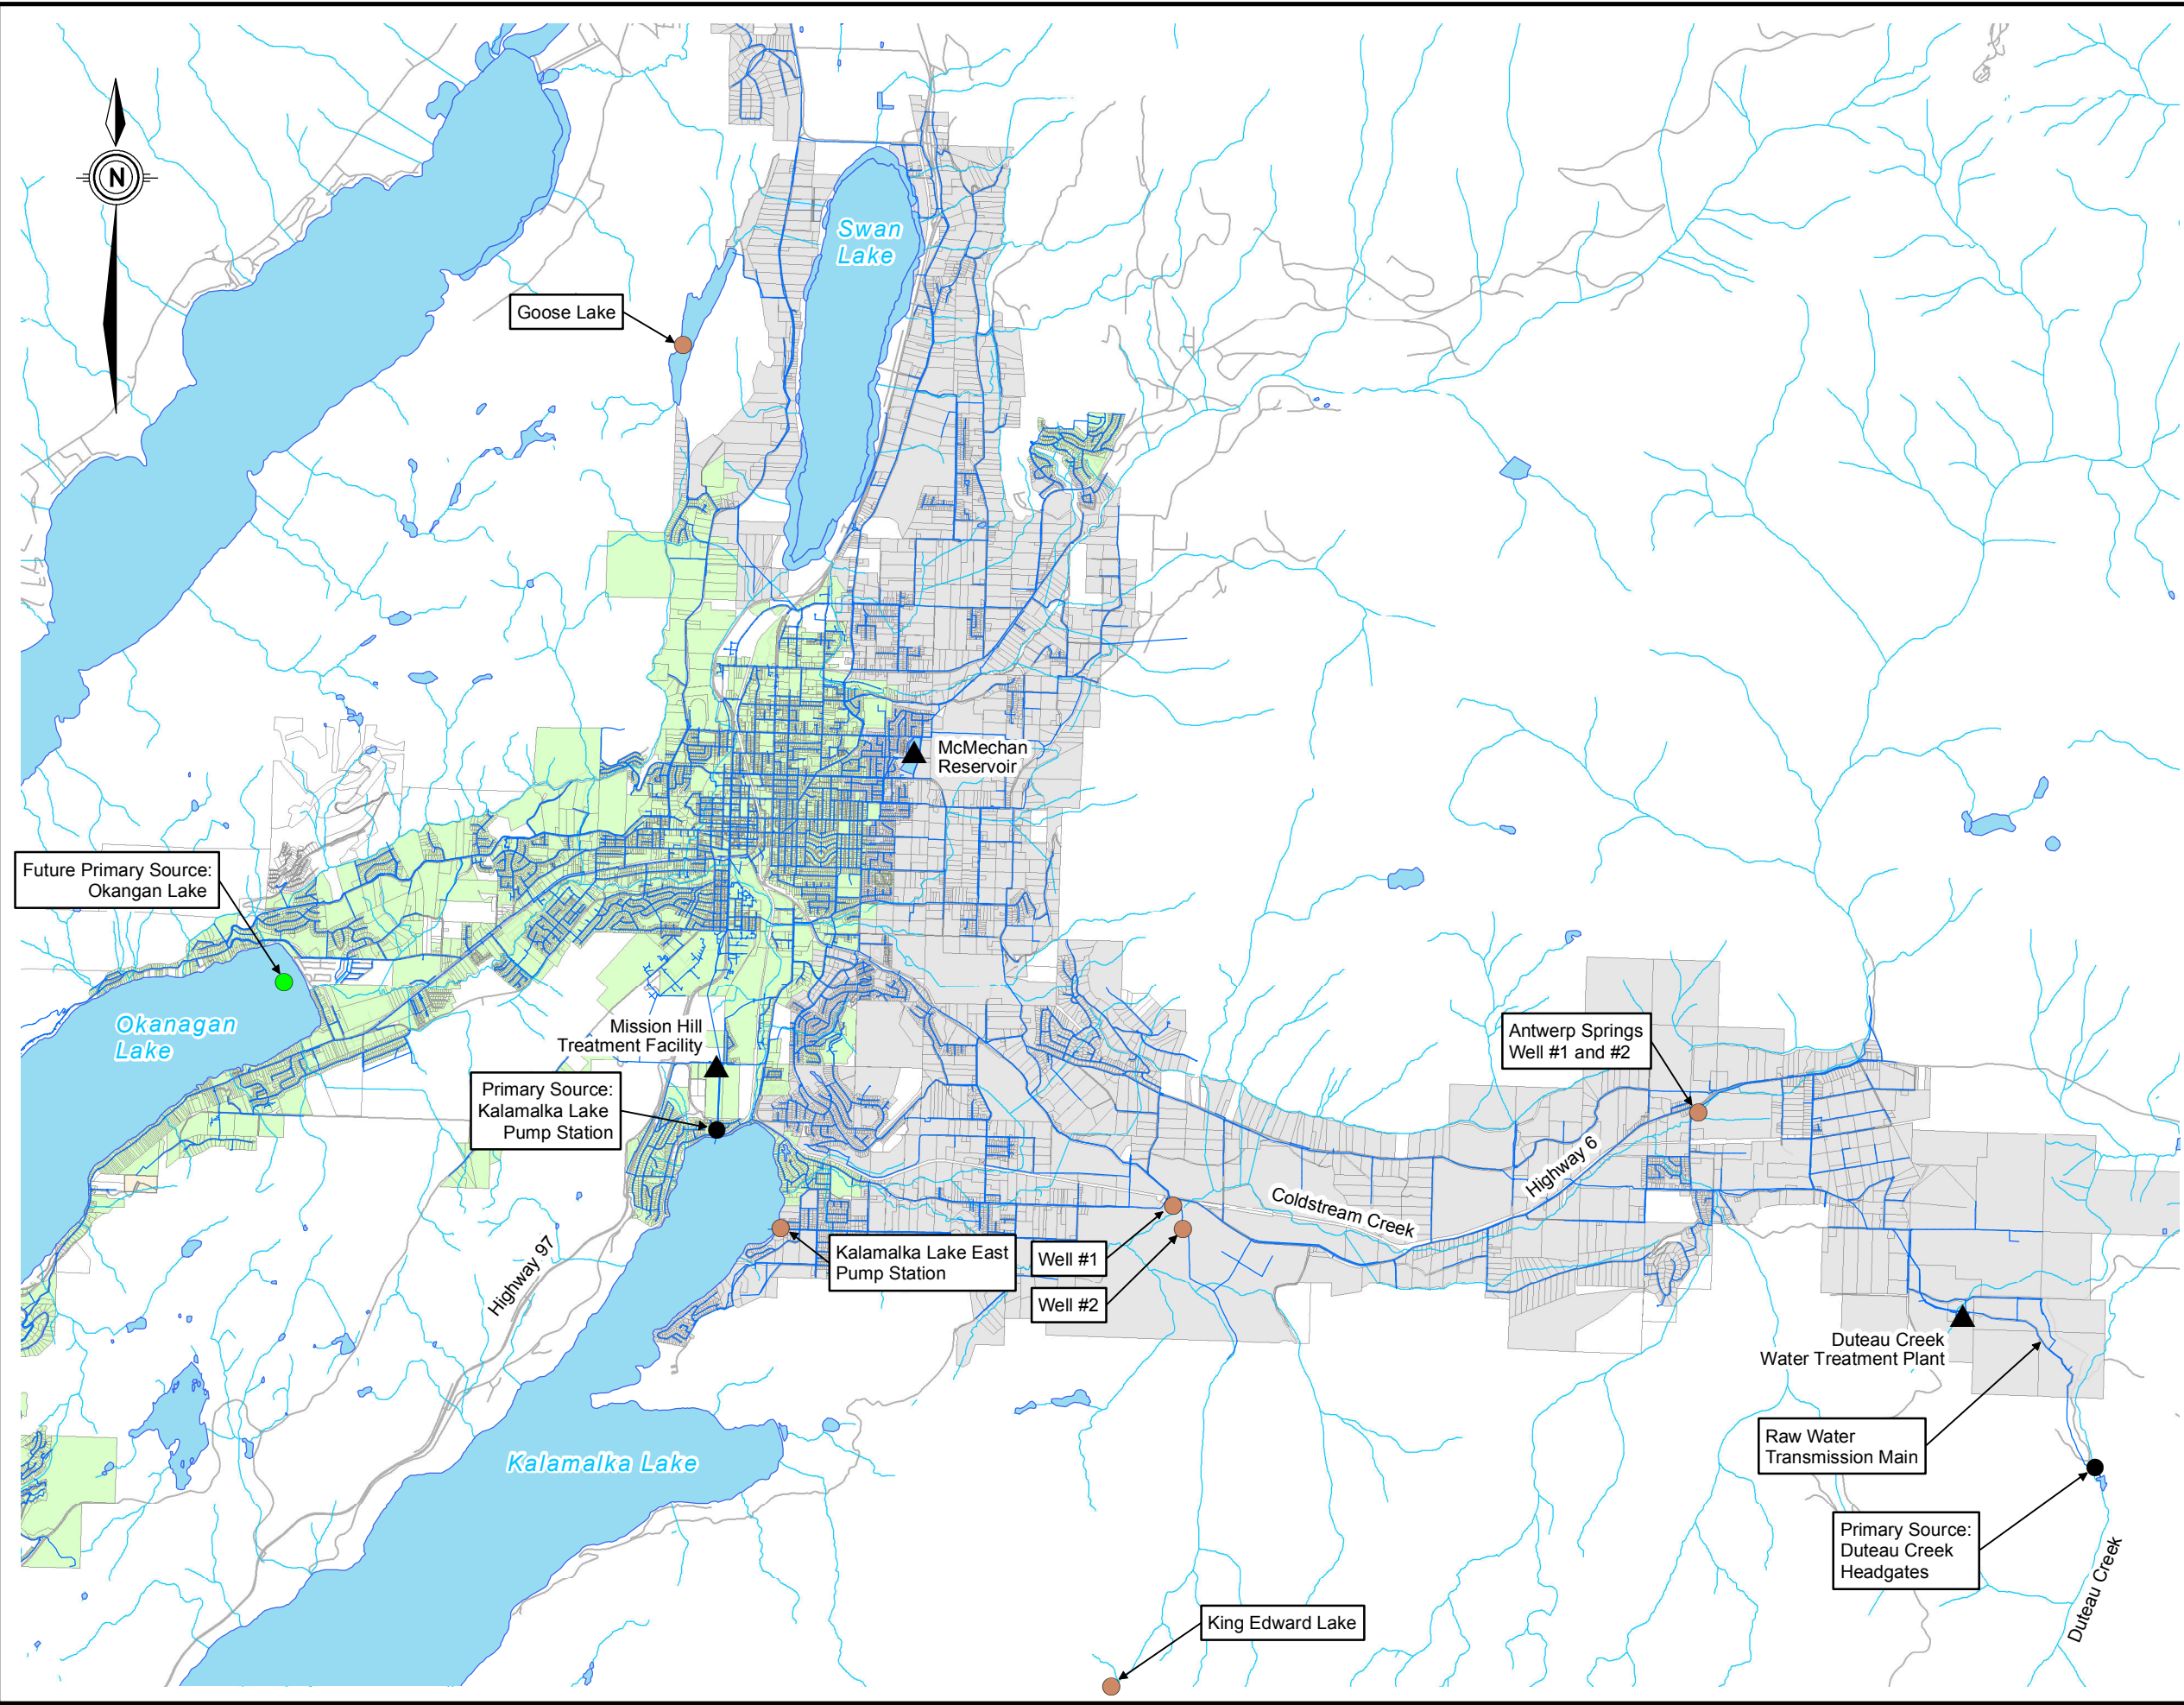 N
Swan
Lake
Goose Lake
McMechan
Reservoir
Future Primary Source:
Okangan Lake
Okanagan
Lake
Mission Hill
Treatment Facility
Antwerp Springs
Well #1 and #2
Primary Source:
Kalamalka Lake
Pump Station
Highway 6
Coldstream Creek
Kalamalka Lake East
Pump Station
Well #1
Well #2
Highway 97
Duteau Creek
Water Treatment Plant
Raw Water
Transmission Main
Kalamalka Lake
Primary Source:
Duteau Creek
Headgates
Duteau Creek
King Edward Lake